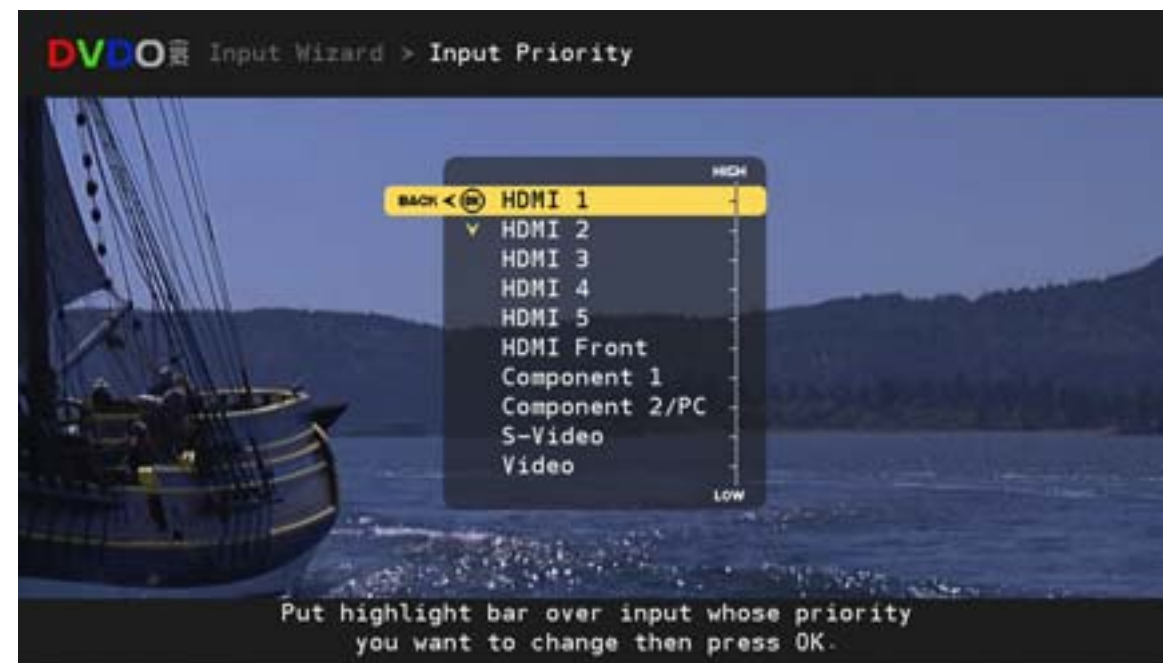 DVDO Input Wizard > Input Priority
HIGH
BACK < OK HDMI 1
HDMI 2
HDMI 3
HDMI 4
HDMI 5
HDMI Front
Component 1
Component 2/PC
S-Video
Video
LOW
Put highlight bar over input whose priority
you want to change then press OK.